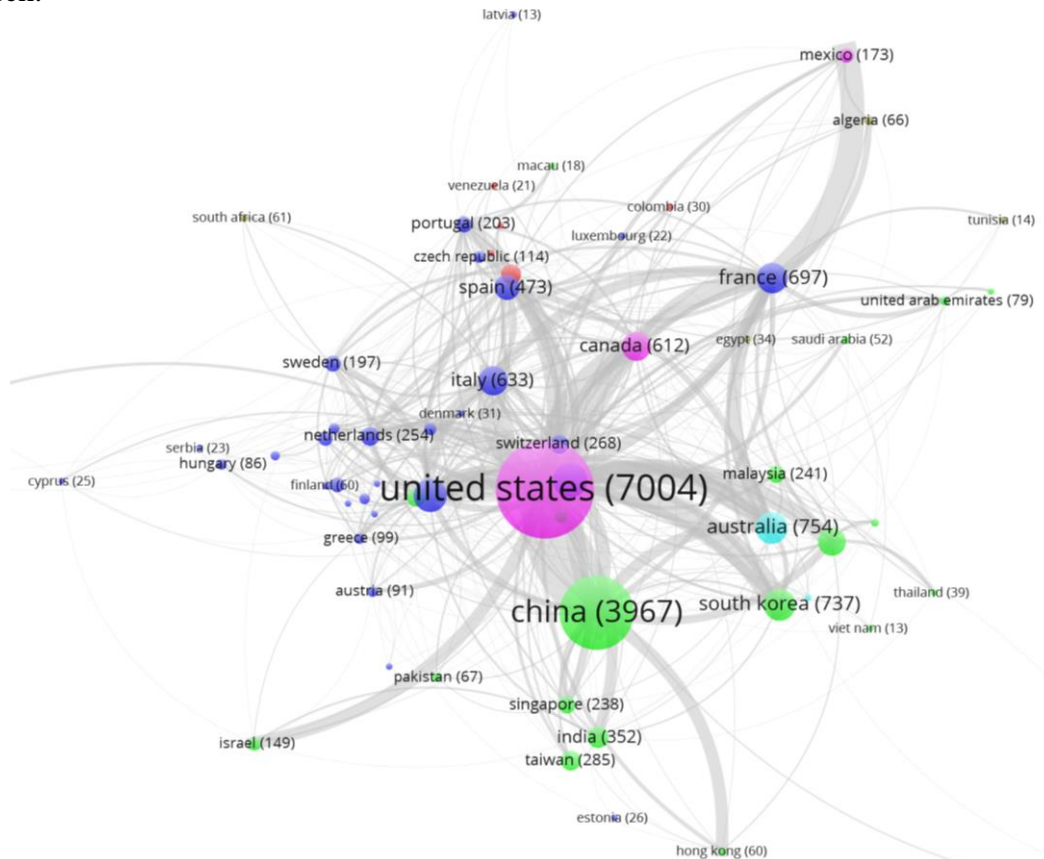 latvia (13)
mexico (173)
algeria (66)
macau (18)
venezuela (21)
colombia (30)
south africa (61)
portugal (203)
tunisia (14)
luxembourg (22)
czech republic (114)
france (697)
spain (473)
united arab emirates (79)
egypt (34)
saudi arabia (52)
canada (612)
sweden (197)
italy (633)
denmark (31)
netherlands (254)
switzerland (268)
serbia (23)
hungary (86)
malaysia (241)
cyprus (25)
finland (60)
united states (7004)
australia (754)
greece (99)
austria (91)
thailand (39)
south korea (737)
china (3967)
viet nam (13)
pakistan (67)
singapore (238)
india (352)
israel (149)
taiwan (285)
estonia (26)
hong kong (60)